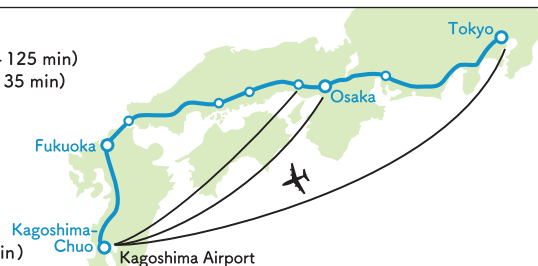 Tokyo
125 min)
35 min)
Osaka
Fukuoka
Kagoshima-
Chuo
in)
Kagoshima Airport